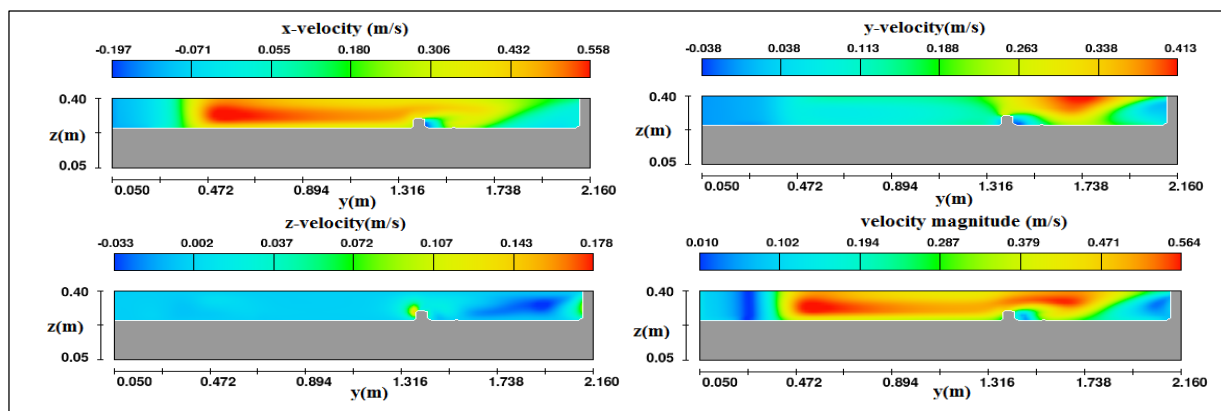 x-velocity (m/s)
-0.197 -0.071 0.055 0.180 0.306 0.432 0.558
0.40
z(m)
0.05
0.050 0.472 0.894 1.316 1.738 2.160
y(m)
y-velocity (m/s)
-0.038 0.038 0.113 0.188 0.263 0.338 0.413
0.40
z(m)
0.05
0.050 0.472 0.894 1.316 1.738 2.160
y(m)
z-velocity(m/s)
-0.033 0.002 0.037 0.072 0.107 0.143 0.178
0.40
z(m)
0.05
0.050 0.472 0.894 1.316 1.738 2.160
y(m)
velocity magnitude (m/s)
0.010 0.102 0.194 0.287 0.379 0.471 0.564
0.40
z(m)
0.05
0.050 0.472 0.894 1.316 1.738 2.160
y(m)